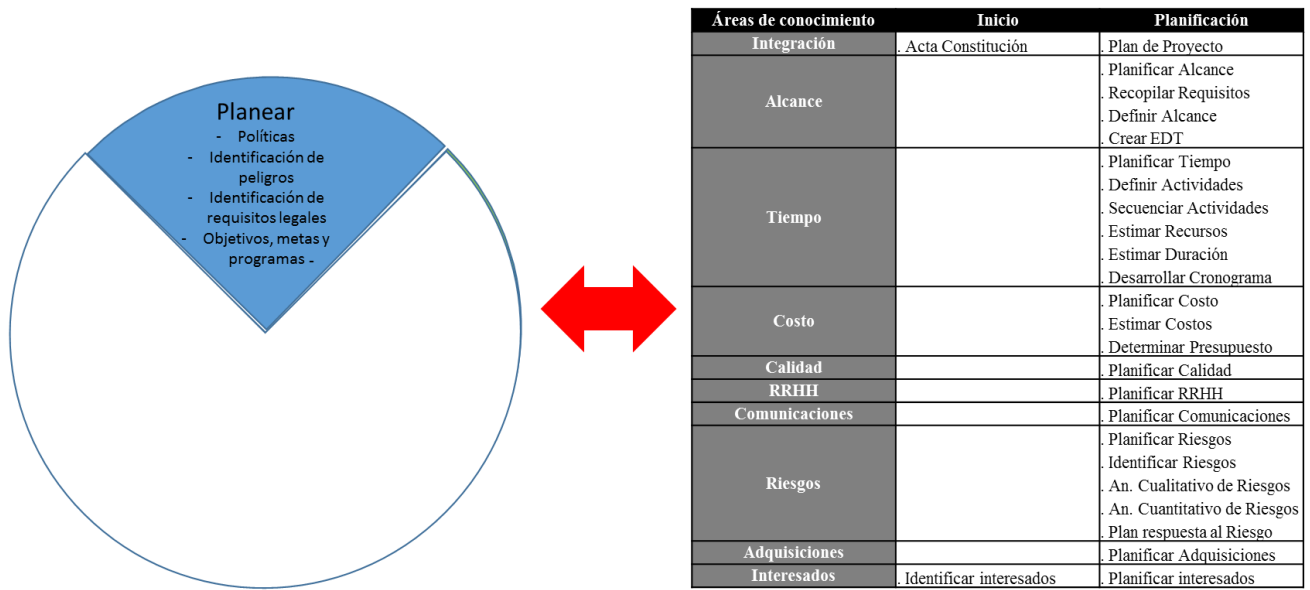 Planear
- Políticas
- Identificación de
peligros
- Identificación de
requisitos legales
- Objetivos, metas y
programas -
Áreas de conocimiento Inicio Planificación
Integración . Acta Constitución . Plan de Proyecto
Alcance
. Planificar Alcance
. Recopilar Requisitos
. Definir Alcance
. Crear EDT
Tiempo
. Planificar Tiempo
. Definir Actividades
. Secuenciar Actividades
. Estimar Recursos
. Estimar Duración
. Desarrollar Cronograma
Costo
. Planificar Costo
. Estimar Costos
. Determinar Presupuesto
Calidad . Planificar Calidad
RRHH . Planificar RRHH
Comunicaciones . Planificar Comunicaciones
Riesgos
. Planificar Riesgos
. Identificar Riesgos
. An. Cualitativo de Riesgos
. An. Cuantitativo de Riesgos
. Plan respuesta al Riesgo
Adquisiciones . Planificar Adquisiciones
Interesados . Identificar interesados . Planificar interesados